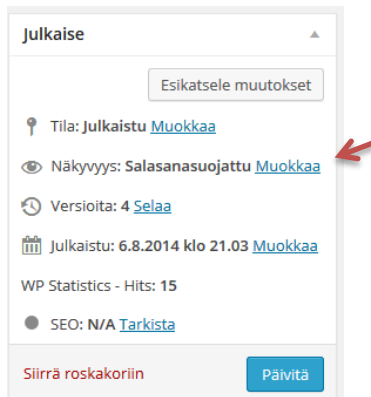 Julkaise
Esikatsele muutokset
Tila: Julkaistu Muokkaa
Näkyvyys: Salasanasuojattu Muokkaa
Versioita: 4 Selaa
Julkaistu: 6.8.2014 klo 21.03 Muokkaa
WP Statistics - Hits: 15
SEO: N/A Tarkista
Siirrä roskakoriin Päivitä